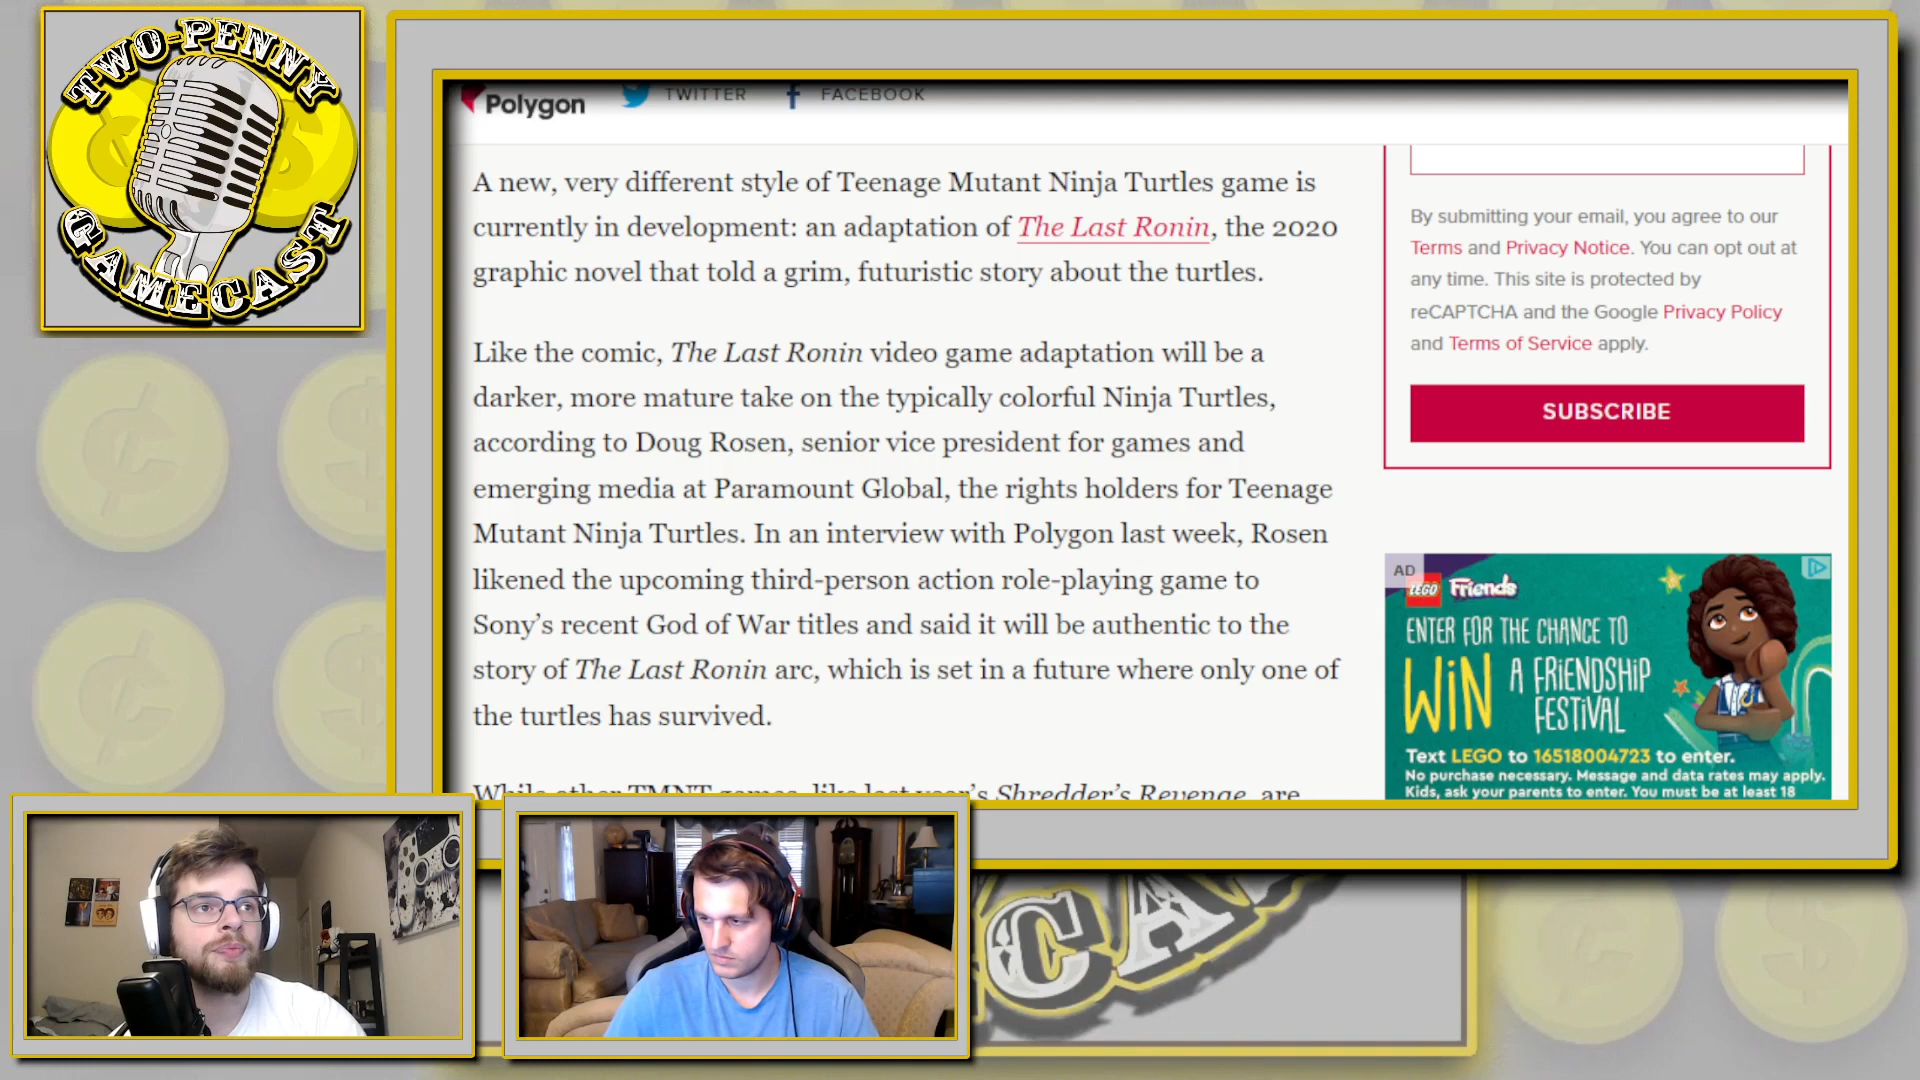 TWO-PENNY
GAMECAST
Polygon
TWITTER
FACEBOOK
A new, very different style of Teenage Mutant Ninja Turtles game is
currently in development: an adaptation of The Last Ronin, the 2020
graphic novel that told a grim, futuristic story about the turtles.
Like the comic, The Last Ronin video game adaptation will be a
darker, more mature take on the typically colorful Ninja Turtles,
according to Doug Rosen, senior vice president for games and
emerging media at Paramount Global, the rights holders for Teenage
Mutant Ninja Turtles. In an interview with Polygon last week, Rosen
likened the upcoming third-person action role-playing game to
Sony’s recent God of War titles and said it will be authentic to the
story of The Last Ronin arc, which is set in a future where only one of
the turtles has survived.
While other TMNT games, like last year’s Shredder’s Revenge, are
By submitting your email, you agree to our
Terms and Privacy Notice. You can opt out at
any time. This site is protected by
reCAPTCHA and the Google Privacy Policy
and Terms of Service apply.
SUBSCRIBE
AD
LEGO Friends
ENTER FOR THE CHANCE TO
WIN A FRIENDSHIP
FESTIVAL
Text LEGO to 16518004723 to enter.
No purchase necessary. Message and data rates may apply.
Kids, ask your parents to enter. You must be at least 18